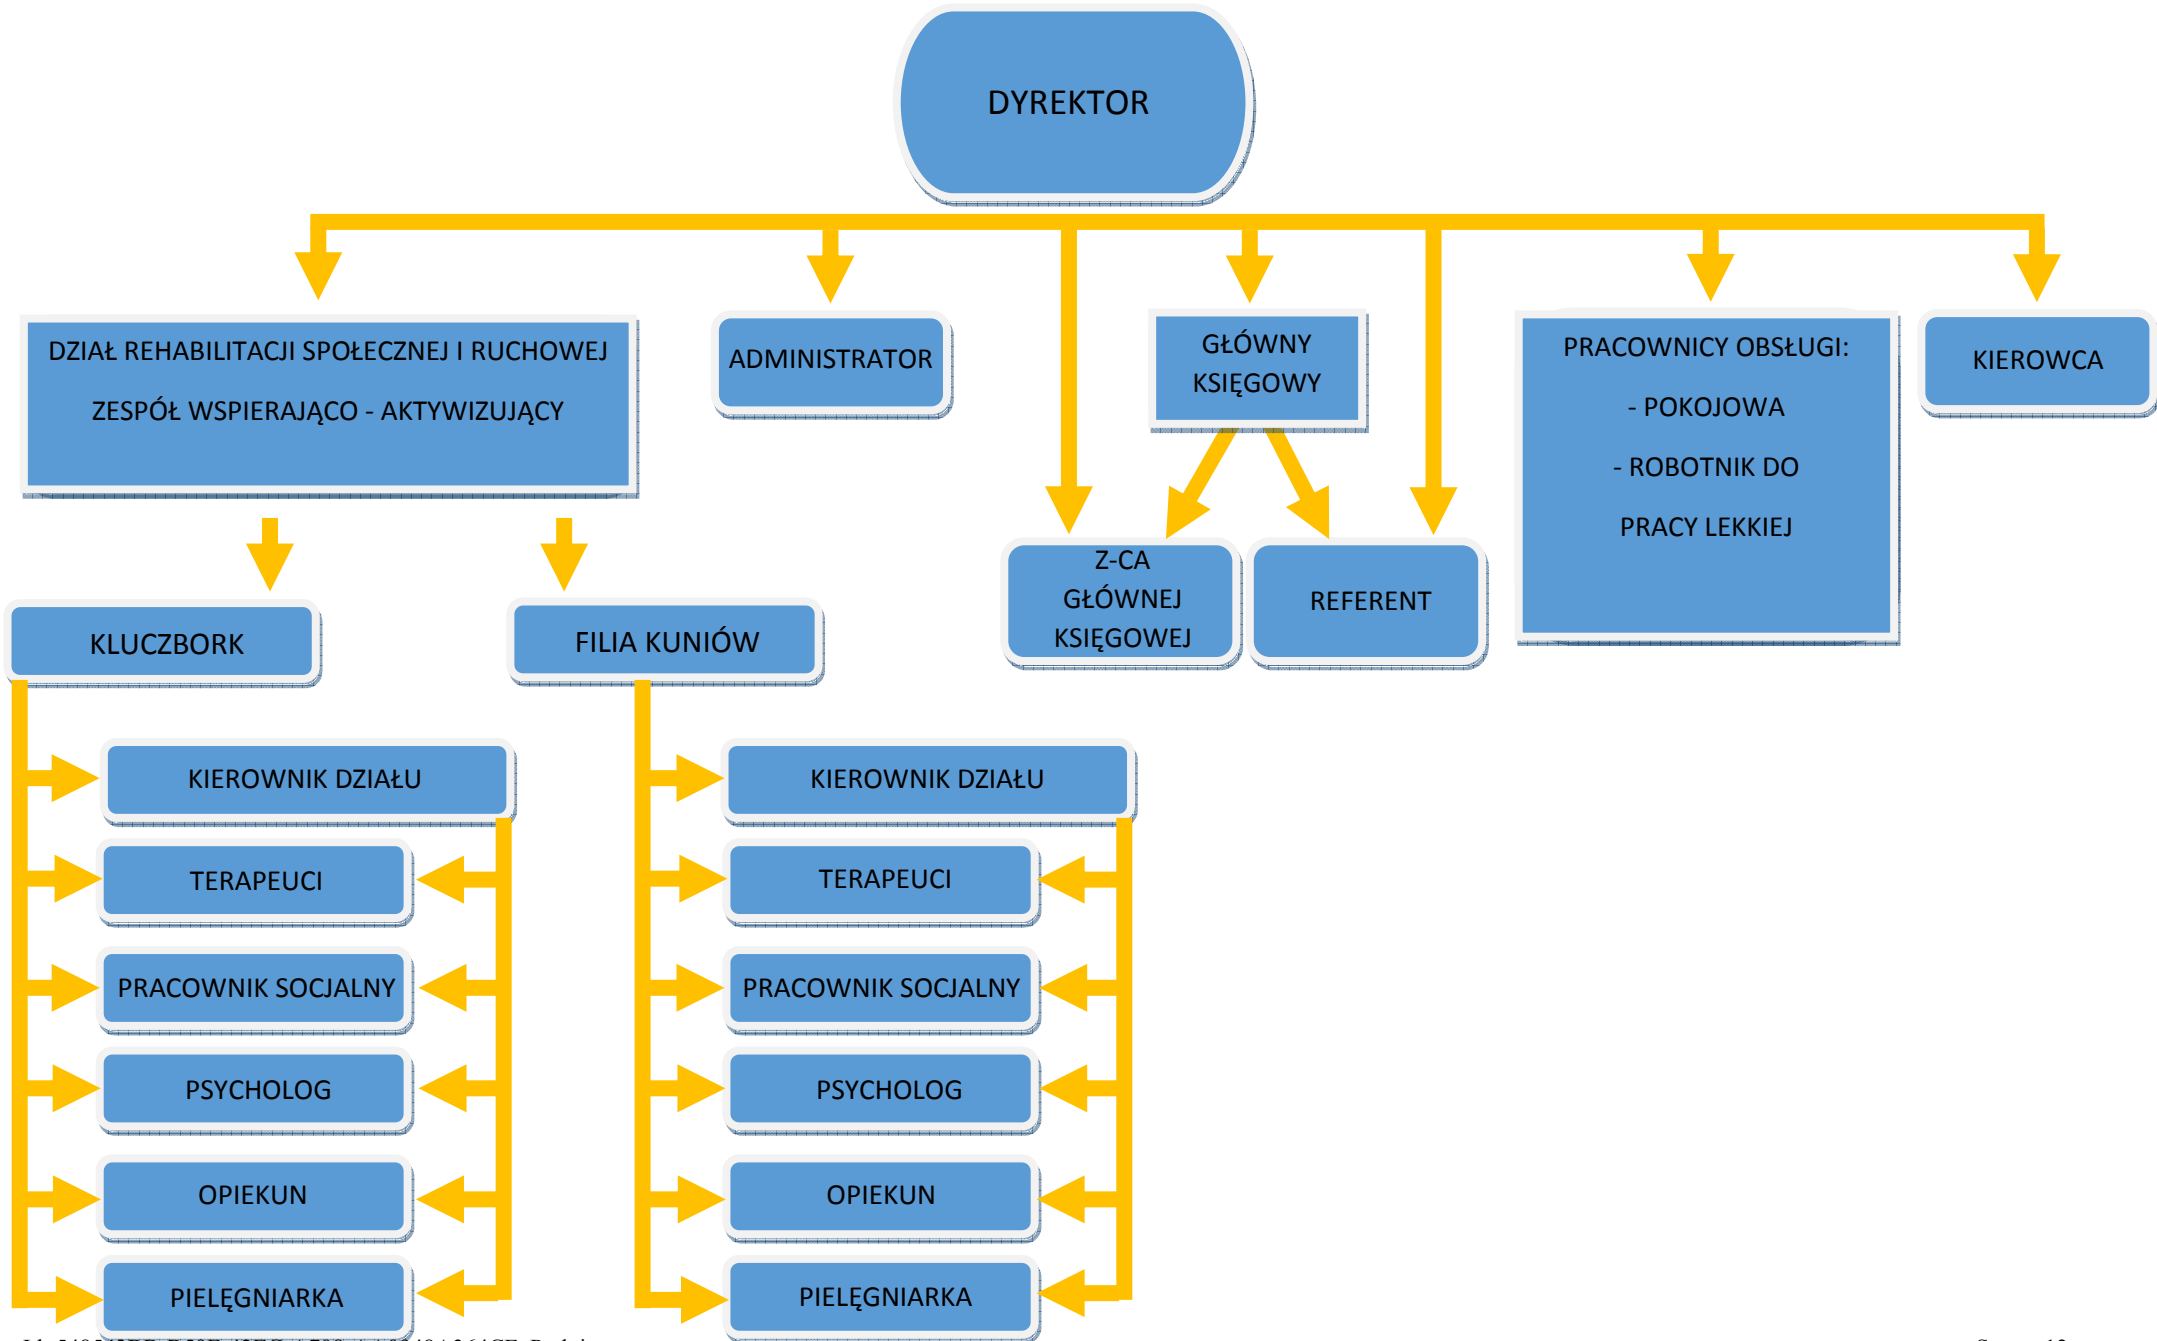 DYREKTOR
DZIAŁ REHABILITACJI SPOŁECZNEJ I RUCHOWEJ
ZESPÓŁ WSPIERAJĄCO - AKTYWIZUJĄCY
ADMINISTRATOR
GŁÓWNY
KSIĘGOWY
PRACOWNICY OBSŁUGI:
- POKOJOWA
- ROBOTNIK DO
PRACY LEKKIEJ
KIEROWCA
Z-CA
GŁÓWNEJ
KSIĘGOWEJ
REFERENT
KLUCZBORK
FILIA KUNIÓW
KIEROWNIK DZIAŁU
TERAPEUCI
PRACOWNIK SOCJALNY
PSYCHOLOG
OPIEKUN
PIELĘGNIARKA
KIEROWNIK DZIAŁU
TERAPEUCI
PRACOWNIK SOCJALNY
PSYCHOLOG
OPIEKUN
PIELĘGNIARKA